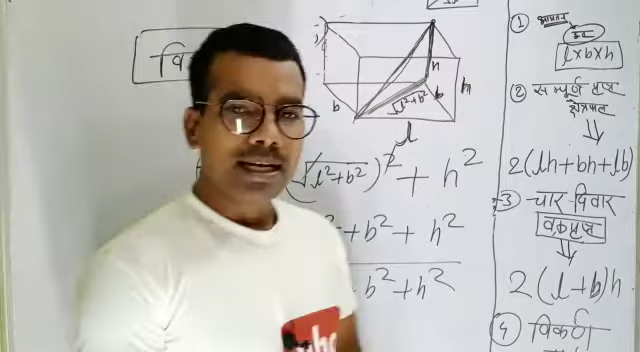 वि
h
b
√l²+b²
h
l
(√l²+b²)² + h²
+ b² + h²
b² + h²
① आयतन
l×b×h
② सम्पूर्ण पृष्ठ
क्षेत्रफल
2(lh+bh+lb)
③ चार दिवार
वक्रपृष्ठ
2(l+b)h
④ विकर्ण